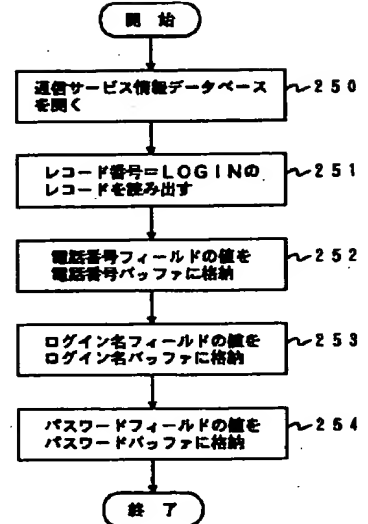 開 始
通信サービス情報データベース
を開く
250
レコード番号=LOGINの
レコードを読み出す
251
電話番号フィールドの値を
電話番号バッファに格納
252
ログイン名フィールドの値を
ログイン名バッファに格納
253
パスワードフィールドの値を
パスワードバッファに格納
254
終 了